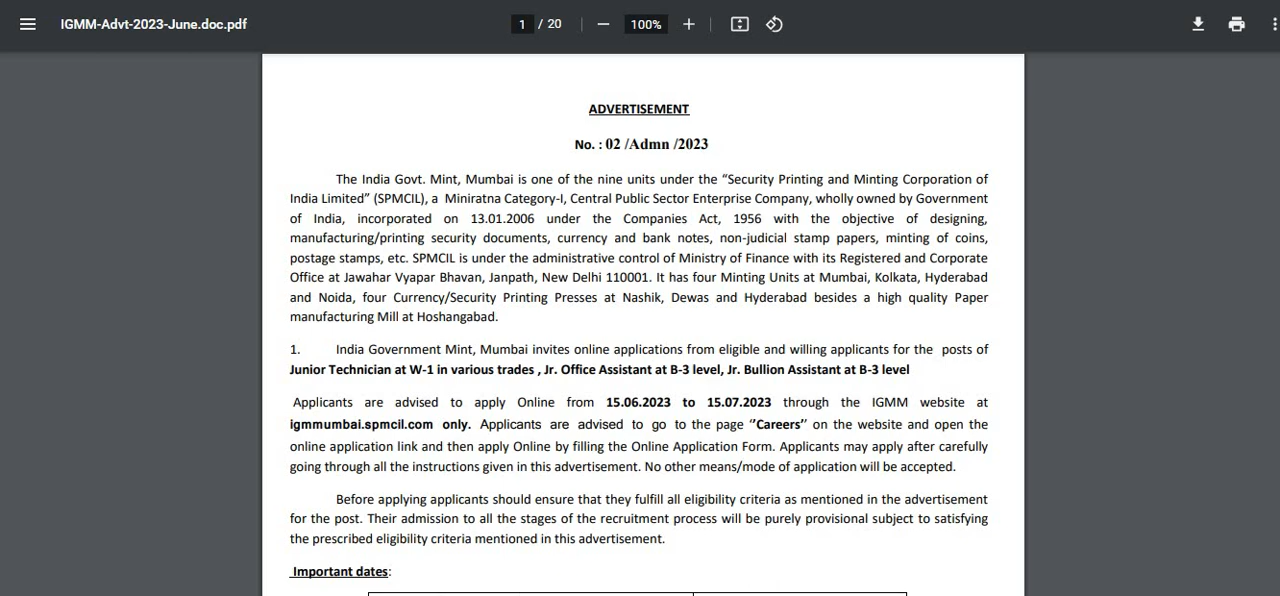 IGMM-Advt-2023-June.doc.pdf
1 / 20
100%
ADVERTISEMENT
No. : 02 /Admn /2023
The India Govt. Mint, Mumbai is one of the nine units under the “Security Printing and Minting Corporation of
India Limited” (SPMCIL), a Miniratna Category-I, Central Public Sector Enterprise Company, wholly owned by Government
of India, incorporated on 13.01.2006 under the Companies Act, 1956 with the objective of designing,
manufacturing/printing security documents, currency and bank notes, non-judicial stamp papers, minting of coins,
postage stamps, etc. SPMCIL is under the administrative control of Ministry of Finance with its Registered and Corporate
Office at Jawahar Vyapar Bhavan, Janpath, New Delhi 110001. It has four Minting Units at Mumbai, Kolkata, Hyderabad
and Noida, four Currency/Security Printing Presses at Nashik, Dewas and Hyderabad besides a high quality Paper
manufacturing Mill at Hoshangabad.
1. India Government Mint, Mumbai invites online applications from eligible and willing applicants for the posts of
Junior Technician at W-1 in various trades , Jr. Office Assistant at B-3 level, Jr. Bullion Assistant at B-3 level
Applicants are advised to apply Online from 15.06.2023 to 15.07.2023 through the IGMM website at
igmmumbai.spmcil.com only. Applicants are advised to go to the page “Careers” on the website and open the
online application link and then apply Online by filling the Online Application Form. Applicants may apply after carefully
going through all the instructions given in this advertisement. No other means/mode of application will be accepted.
Before applying applicants should ensure that they fulfill all eligibility criteria as mentioned in the advertisement
for the post. Their admission to all the stages of the recruitment process will be purely provisional subject to satisfying
the prescribed eligibility criteria mentioned in this advertisement.
Important dates: